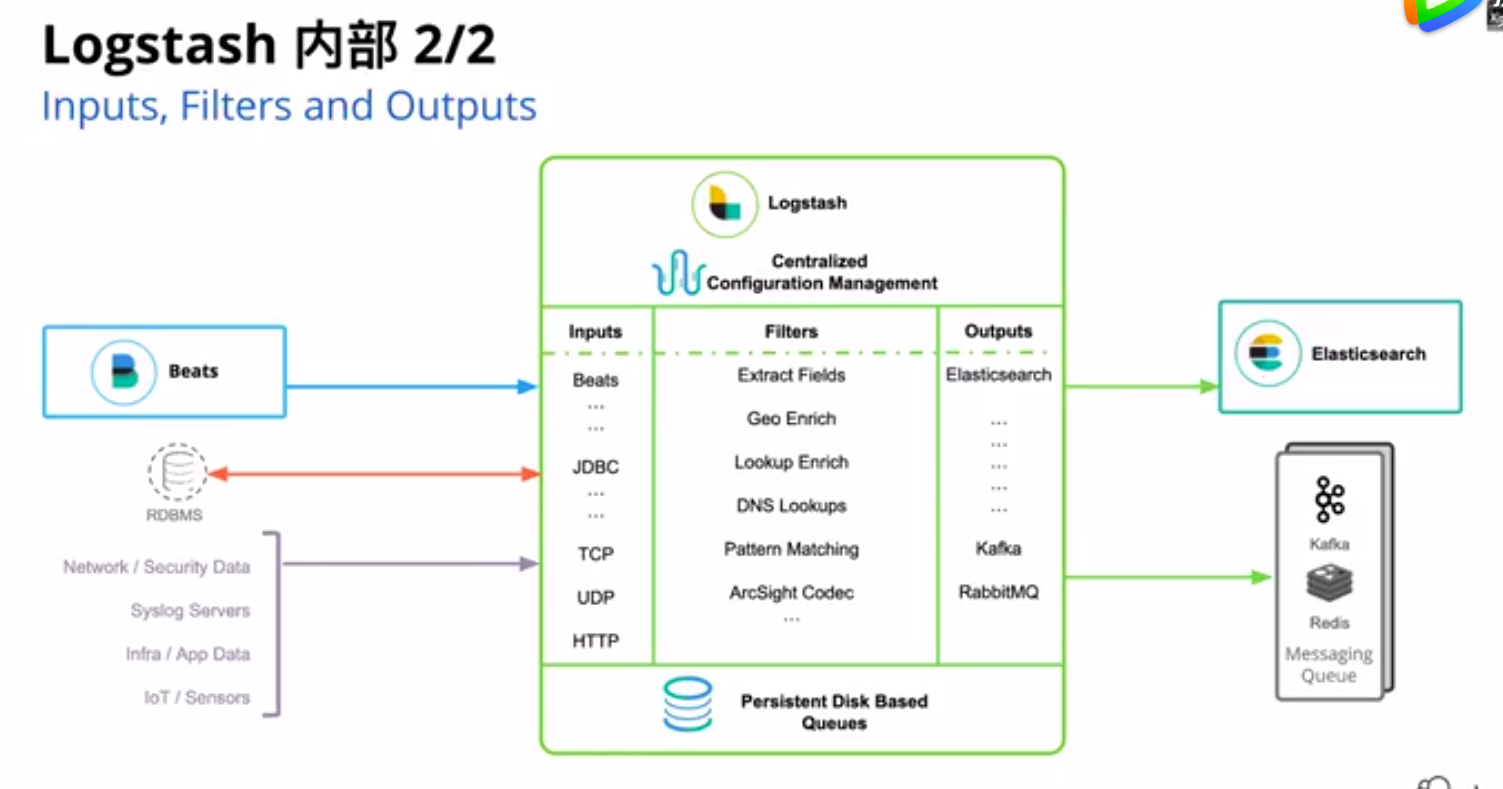 Logstash 内部 2/2
Inputs, Filters and Outputs
Logstash
Centralized
Configuration Management
Beats
RDBMS
Network / Security Data
Syslog Servers
Infra / App Data
IoT / Sensors
Inputs
Beats
...
...
JDBC
...
...
TCP
UDP
HTTP
Filters
Extract Fields
Geo Enrich
Lookup Enrich
DNS Lookups
Pattern Matching
ArcSight Codec
...
Outputs
Elasticsearch
...
...
...
...
...
Kafka
RabbitMQ
Persistent Disk Based
Queues
Elasticsearch
Kafka
Redis
Messaging
Queue